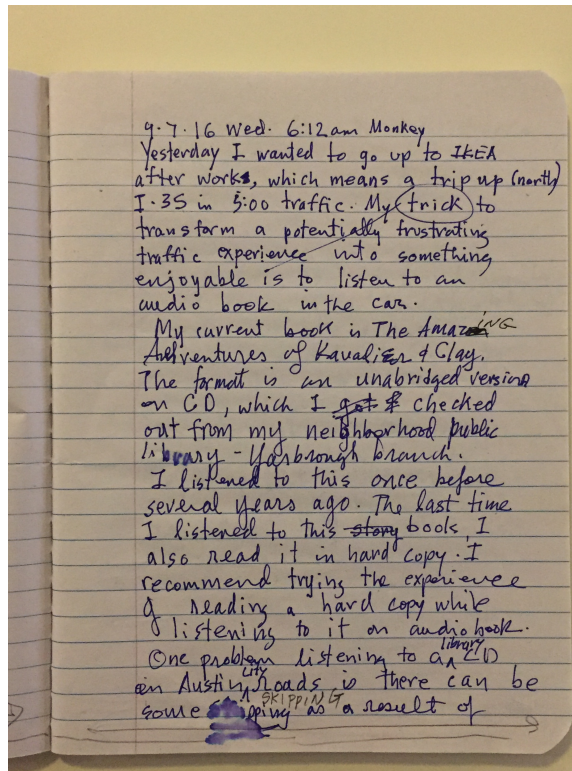 9.7.16 Wed. 6:12am Monkey
Yesterday I wanted to go up to IKEA
after works, which means a trip up (north)
I.35 in 5:00 traffic. My trick to
transform a potentially frustrating
traffic experience into something
enjoyable is to listen to an
audio book in the car.
My current book is The Amazing
Adventures of Kavalier & Clay.
The format is an unabridged version
on CD, which I got checked
out from my neighborhood public
library - Yarbrough branch.
I listened to this once before
several years ago. The last time
I listened to this story book, I
also read it in hard copy. I
recommend trying the experience
of reading a hard copy while
listening to it on audiobook.
One problem listening to a library CD
on Austin City roads is there can be
some SKIPPING as a result of